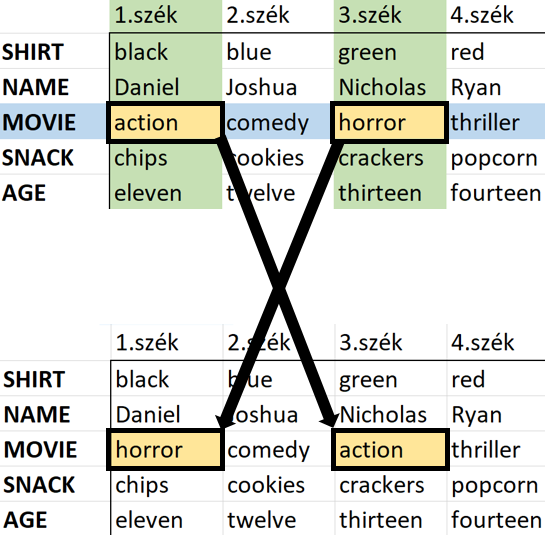 1.szék 2.szék 3.szék 4.szék
SHIRT black blue green red
NAME Daniel Joshua Nicholas Ryan
MOVIE action comedy horror thriller
SNACK chips cookies crackers popcorn
AGE eleven twelve thirteen fourteen
1.szék 2.szék 3.szék 4.szék
SHIRT black blue green red
NAME Daniel Joshua Nicholas Ryan
MOVIE horror comedy action thriller
SNACK chips cookies crackers popcorn
AGE eleven twelve thirteen fourteen